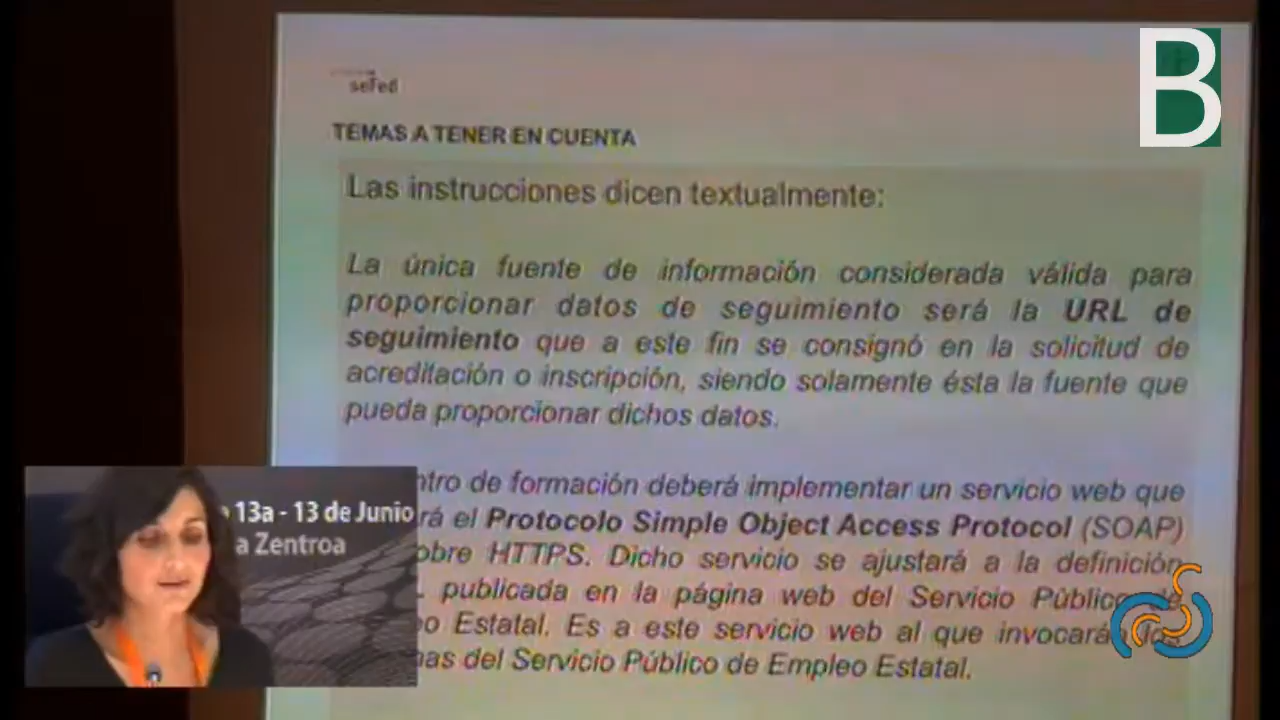 B
sefed
TEMAS A TENER EN CUENTA
Las instrucciones dicen textualmente:
La única fuente de información considerada válida para
proporcionar datos de seguimiento será la URL de
seguimiento que a este fin se consignó en la solicitud de
acreditación o inscripción, siendo solamente ésta la fuente que
pueda proporcionar dichos datos.
ntro de formación deberá implementar un servicio web que
rá el Protocolo Simple Object Access Protocol (SOAP)
obre HTTPS. Dicho servicio se ajustará a la definición
publicada en la página web del Servicio Público de
eo Estatal. Es a este servicio web al que invocarán los
mas del Servicio Público de Empleo Estatal.
13a - 13 de Junio
a Zentroa